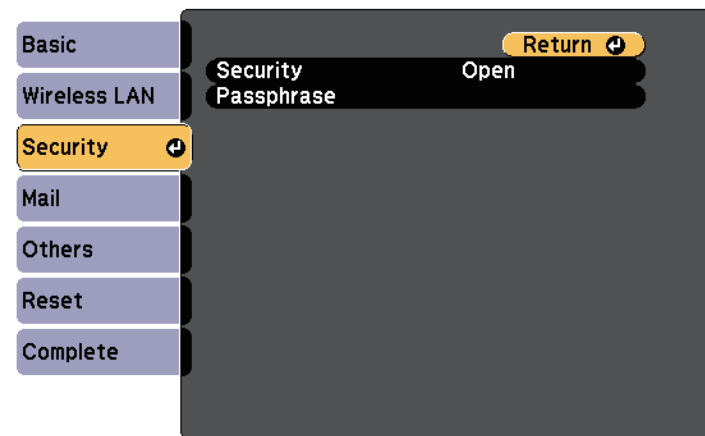 Basic
Wireless LAN
Security
Mail
Others
Reset
Complete
Return
Security Open
Passphrase